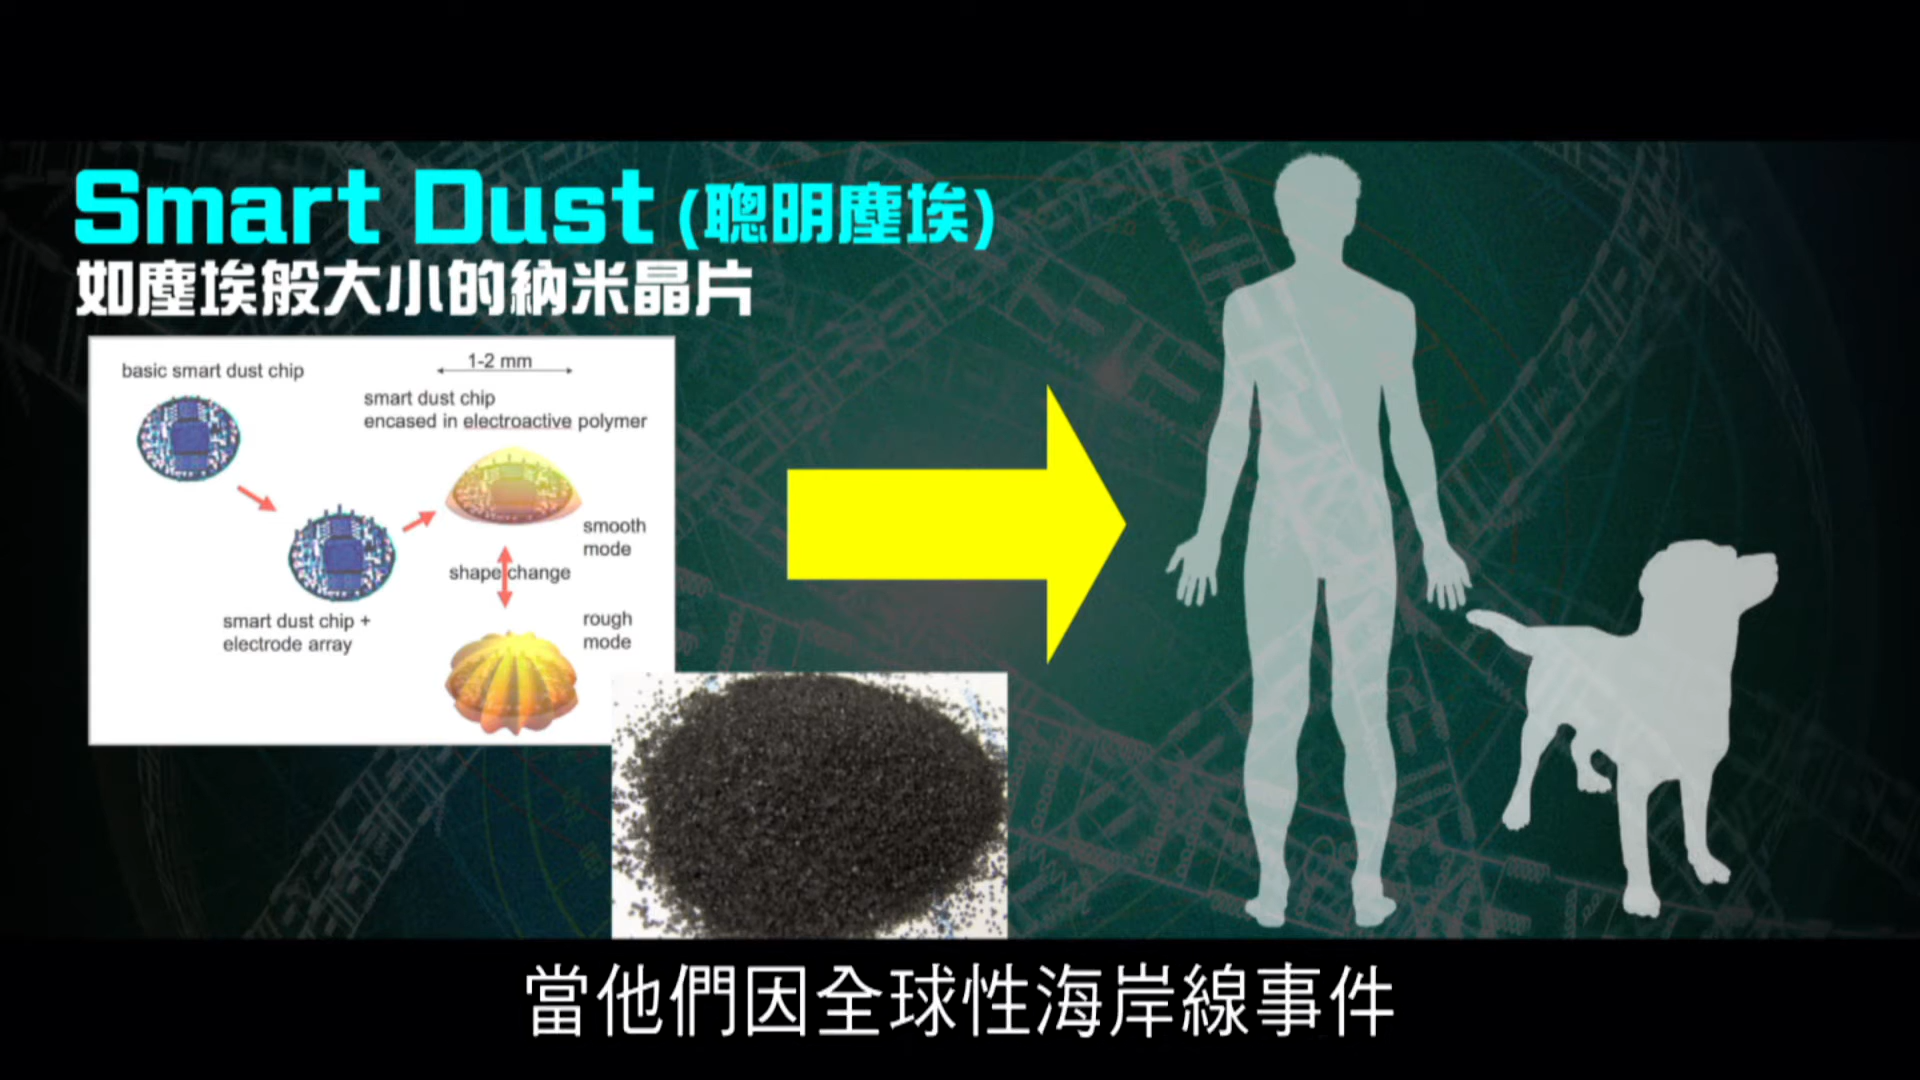 Smart Dust (聰明塵埃)
如塵埃般大小的納米晶片
basic smart dust chip
1-2 mm
smart dust chip
encased in electroactive polymer
smooth
mode
shape change
smart dust chip +
electrode array
rough
mode
當他們因全球性海岸線事件